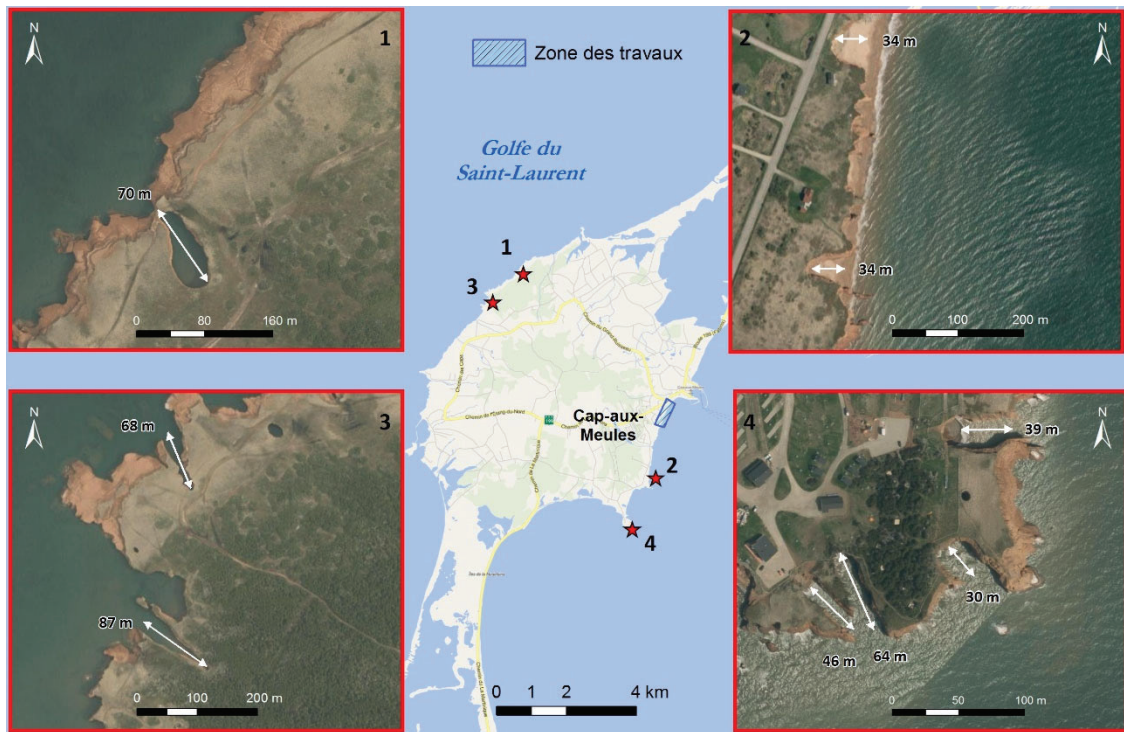 N
1
70 m
0 80 160 m
Zone des travaux
Golfe du
Saint-Laurent
1
3
Cap-aux-
Meules
2
4
0 1 2 4 km
2
N
34 m
34 m
0 100 200 m
N
3
68 m
87 m
0 100 200 m
4
N
39 m
30 m
46 m
64 m
0 50 100 m